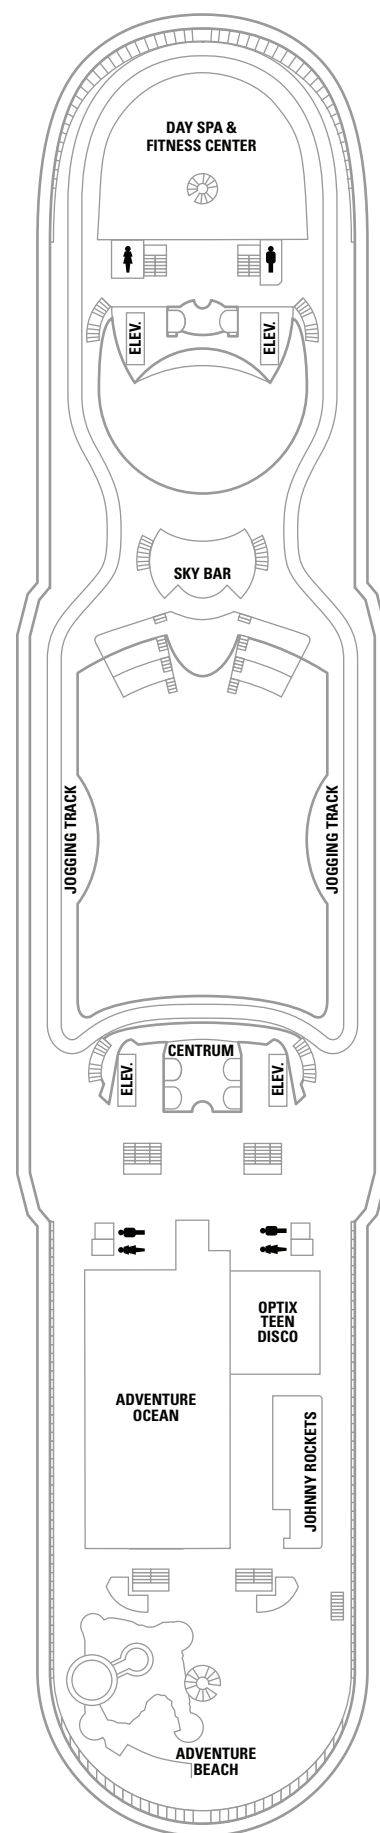 DAY SPA &
FITNESS CENTER
ELEV.
ELEV.
SKY BAR
JOGGING TRACK
JOGGING TRACK
CENTRUM
ELEV.
ELEV.
OPTIX
TEEN
DISCO
ADVENTURE
OCEAN
JOHNNY ROCKETS
ADVENTURE
BEACH